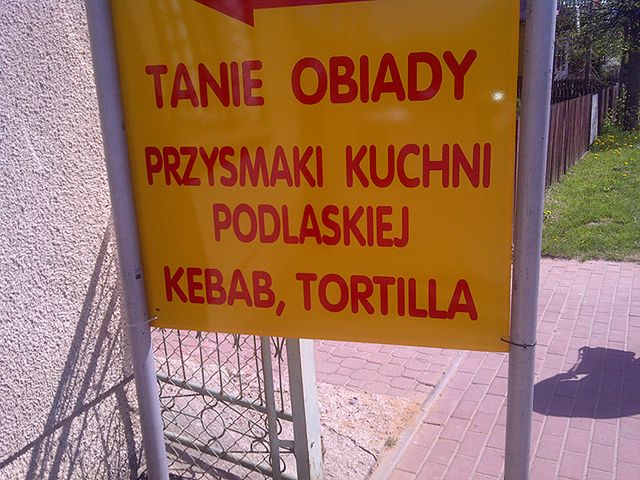 TANIE OBIADY
PRZYSMAKI KUCHNI
PODLASKIEJ
KEBAB, TORTILLA